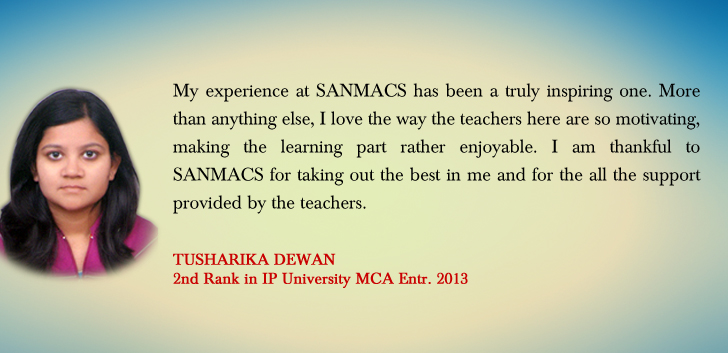 My experience at SANMACS has been a truly inspiring one. More
than anything else, I love the way the teachers here are so motivating,
making the learning part rather enjoyable. I am thankful to
SANMACS for taking out the best in me and for the all the support
provided by the teachers.
TUSHARIKA DEWAN
2nd Rank in IP University MCA Entr. 2013